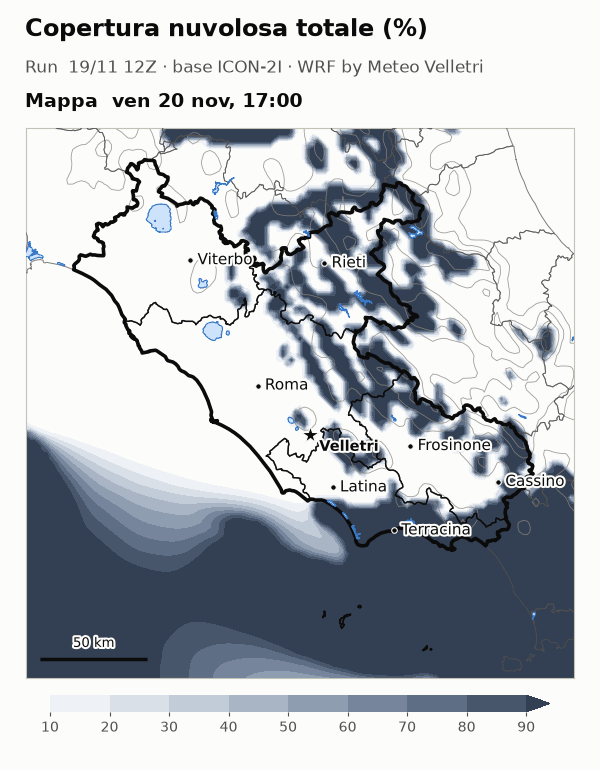 Copertura nuvolosa totale (%)
Run  19/11 12Z · base ICON-2I · WRF by Meteo Velletri
Mappa  ven 20 nov, 17:00
Viterbo
Rieti
Roma
Velletri
Frosinone
Latina
Cassino
Terracina
50 km
10 20 30 40 50 60 70 80 90